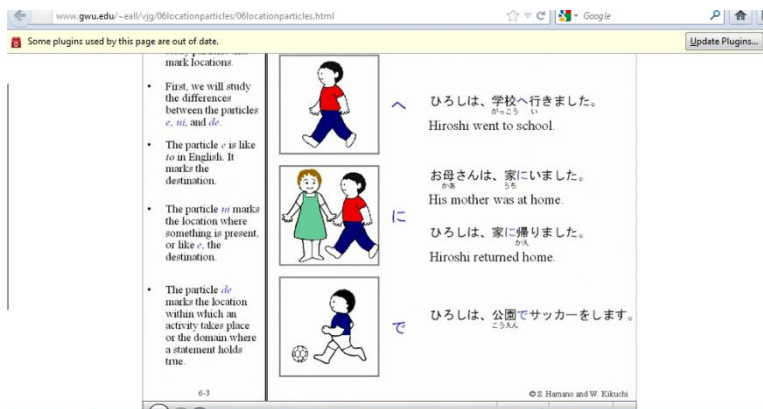 www.gwu.edu/~eall/vjg/06locationparticles/06locationparticles.html
Google
Some plugins used by this page are out of date.
Update Plugins...
mark locations.
• First, we will study
the differences
between the particles
e, ni, and de.
• The particle e is like
to in English. It
marks the
destination.
• The particle ni marks
the location where
something is present,
or like e, the
destination.
• The particle de
marks the location
within which an
activity takes place
or the domain where
a statement holds
true.
6-3
へ
ひろしは、学校へ行きました。
がっこう い
Hiroshi went to school.
に
お母さんは、家にいました。
かあ うち
His mother was at home.
ひろしは、家に帰りました。
かえ
Hiroshi returned home.
で
ひろしは、公園でサッカーをします。
こうえん
© S. Hamano and W. Kikuchi